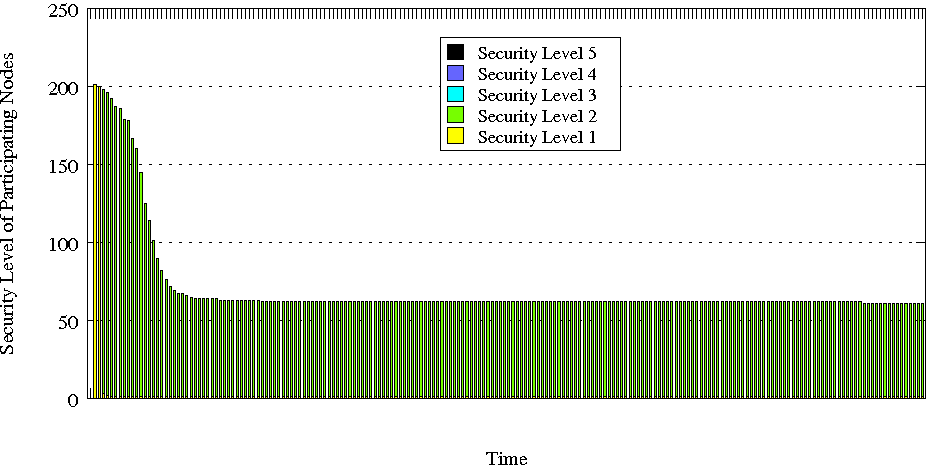 250
200
150
100
50
0
Security Level of Participating Nodes
Security Level 5
Security Level 4
Security Level 3
Security Level 2
Security Level 1
Time